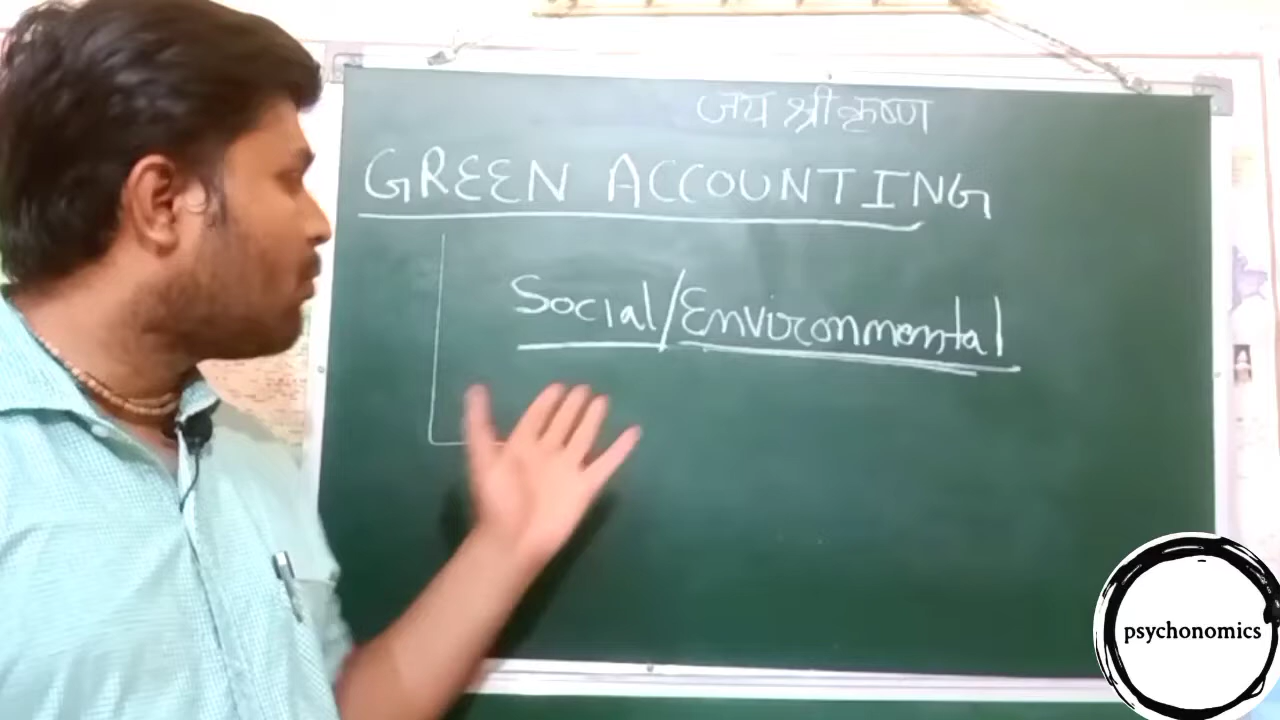 जय श्री कृष्ण
GREEN ACCOUNTING
Social/Environmental
psychonomics